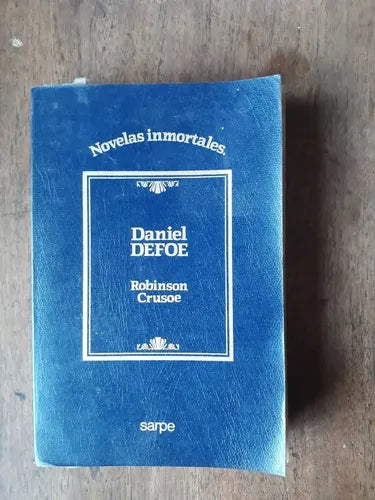 Novelas inmortales
Daniel
DEFOE
Robinson
Crusoe
sarpe